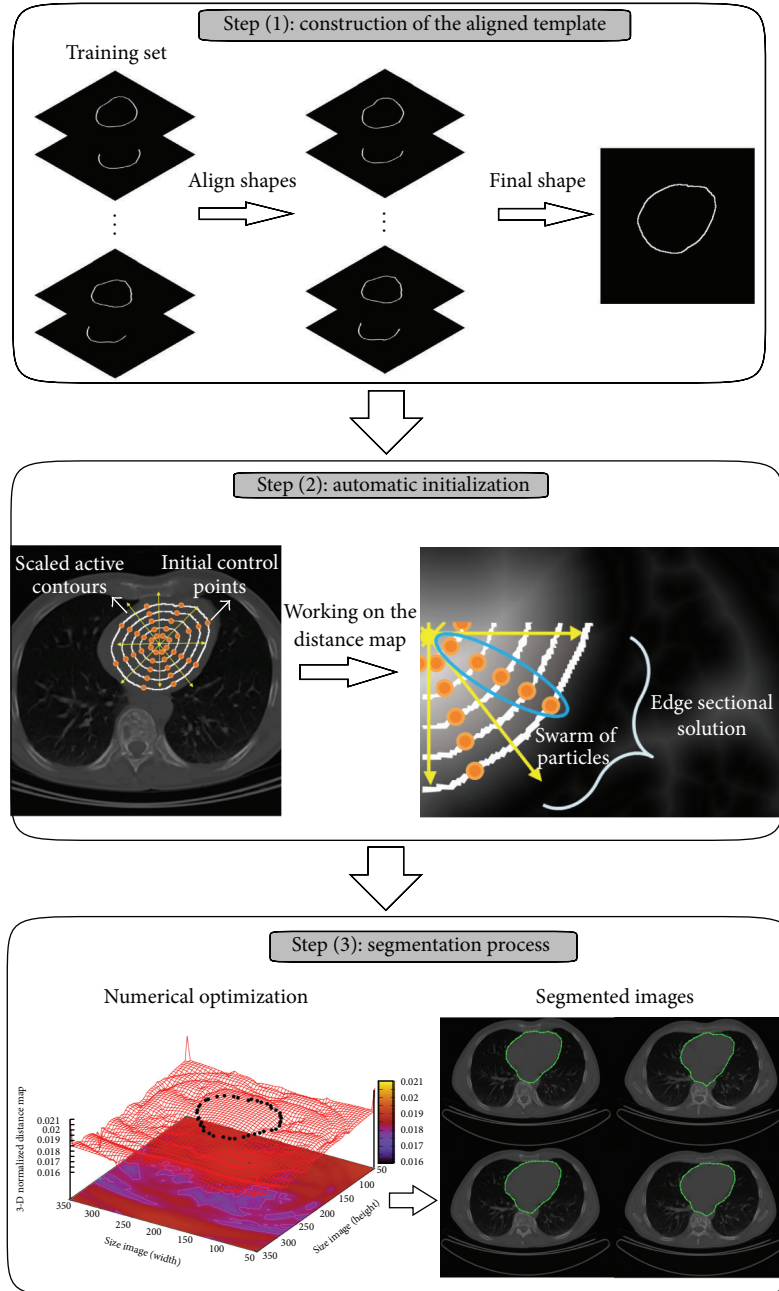 Step (1): construction of the aligned template
Training set
Align shapes
Final shape
Step (2): automatic initialization
Scaled active
contours
Initial control
points
Working on the
distance map
Swarm of
particles
Edge sectional
solution
Step (3): segmentation process
Numerical optimization
Segmented images
3-D normalized distance map
0.021
0.020
0.019
0.018
0.017
0.016
0.021
0.020
0.019
0.018
0.017
0.016
350
300
250
200
150
100
50
Size image (width)
50
100
150
200
250
300
350
Size image (height)